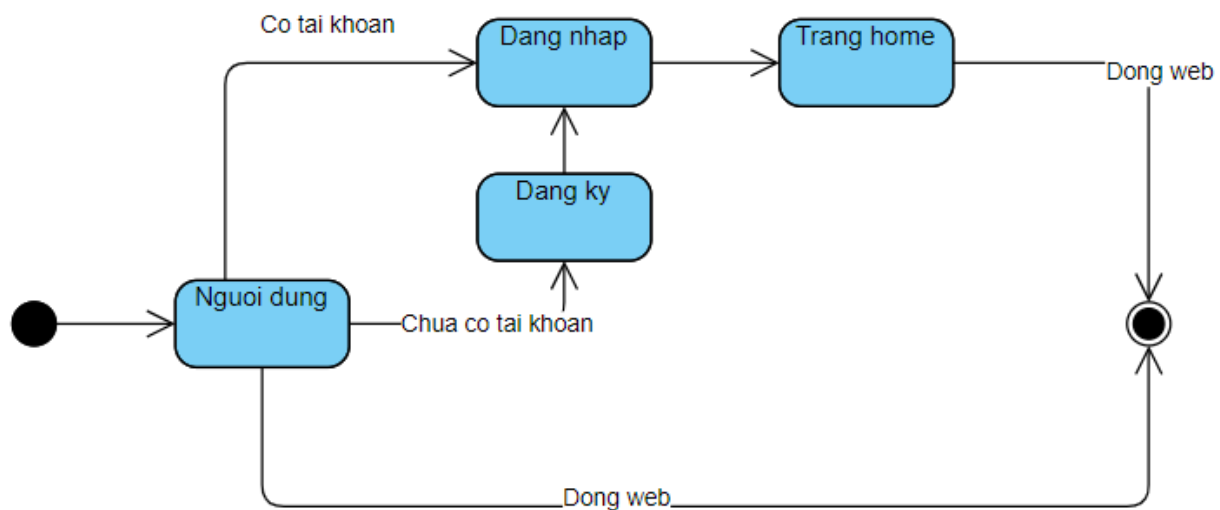 Co tai khoan
Dang nhap
Trang home
Dong web
Dang ky
Nguoi dung
Chua co tai khoan
Dong web